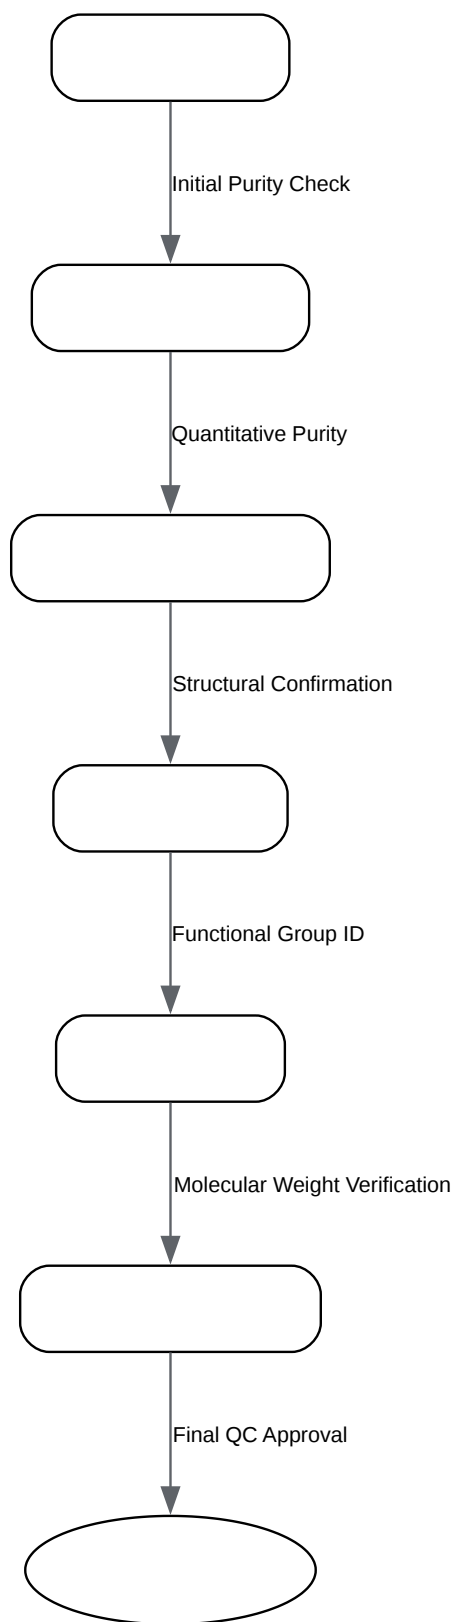 Initial Purity Check
Quantitative Purity
Structural Confirmation
Functional Group ID
Molecular Weight Verification
Final QC Approval